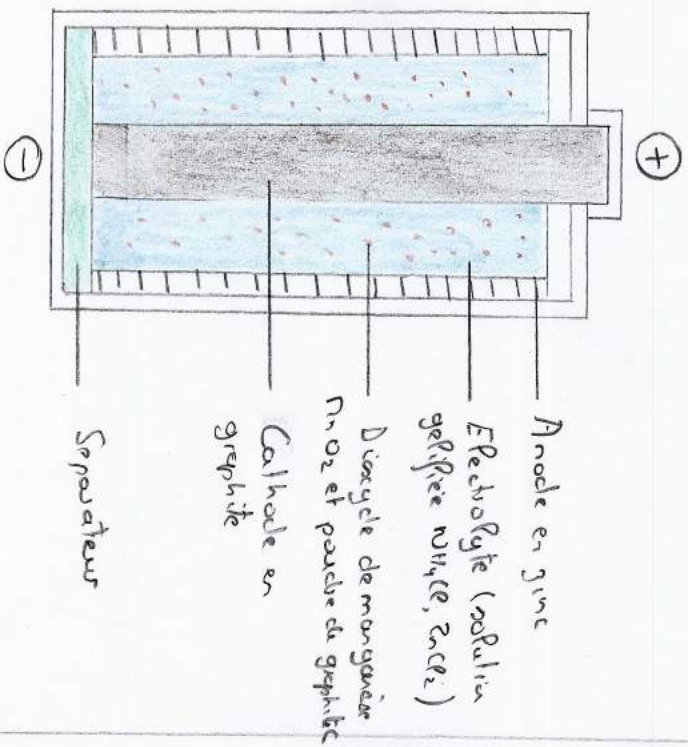 +
Anode en zinc
Electrolyte (solution
gélifiée NH4Cl, ZnCl2)
Dioxyde de manganèse
MnO2 et poudre de graphite
Cathode en
graphite
Séparateur
-